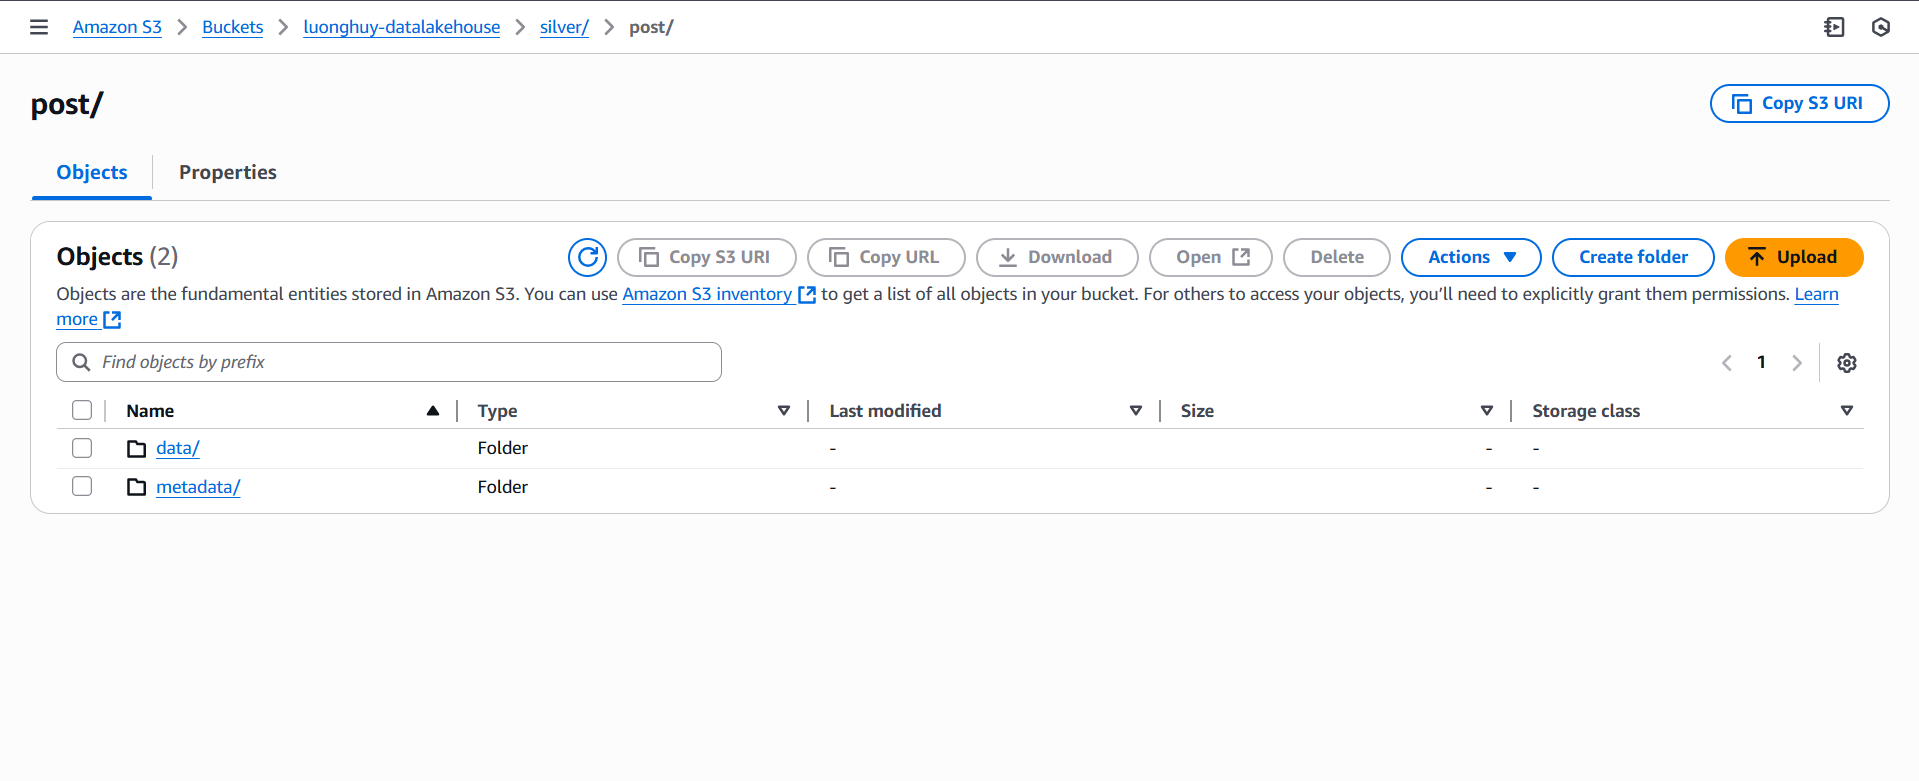 Amazon S3 > Buckets > luonghuy-datalakehouse > silver/ > post/
post/
Copy S3 URI
Objects
Properties
Objects (2)
Copy S3 URI
Copy URL
Download
Open
Delete
Actions
Create folder
Upload
Objects are the fundamental entities stored in Amazon S3. You can use Amazon S3 inventory to get a list of all objects in your bucket. For others to access your objects, you’ll need to explicitly grant them permissions. Learn
more
Find objects by prefix
1
Name Type Last modified Size Storage class
data/ Folder - - -
metadata/ Folder - - -